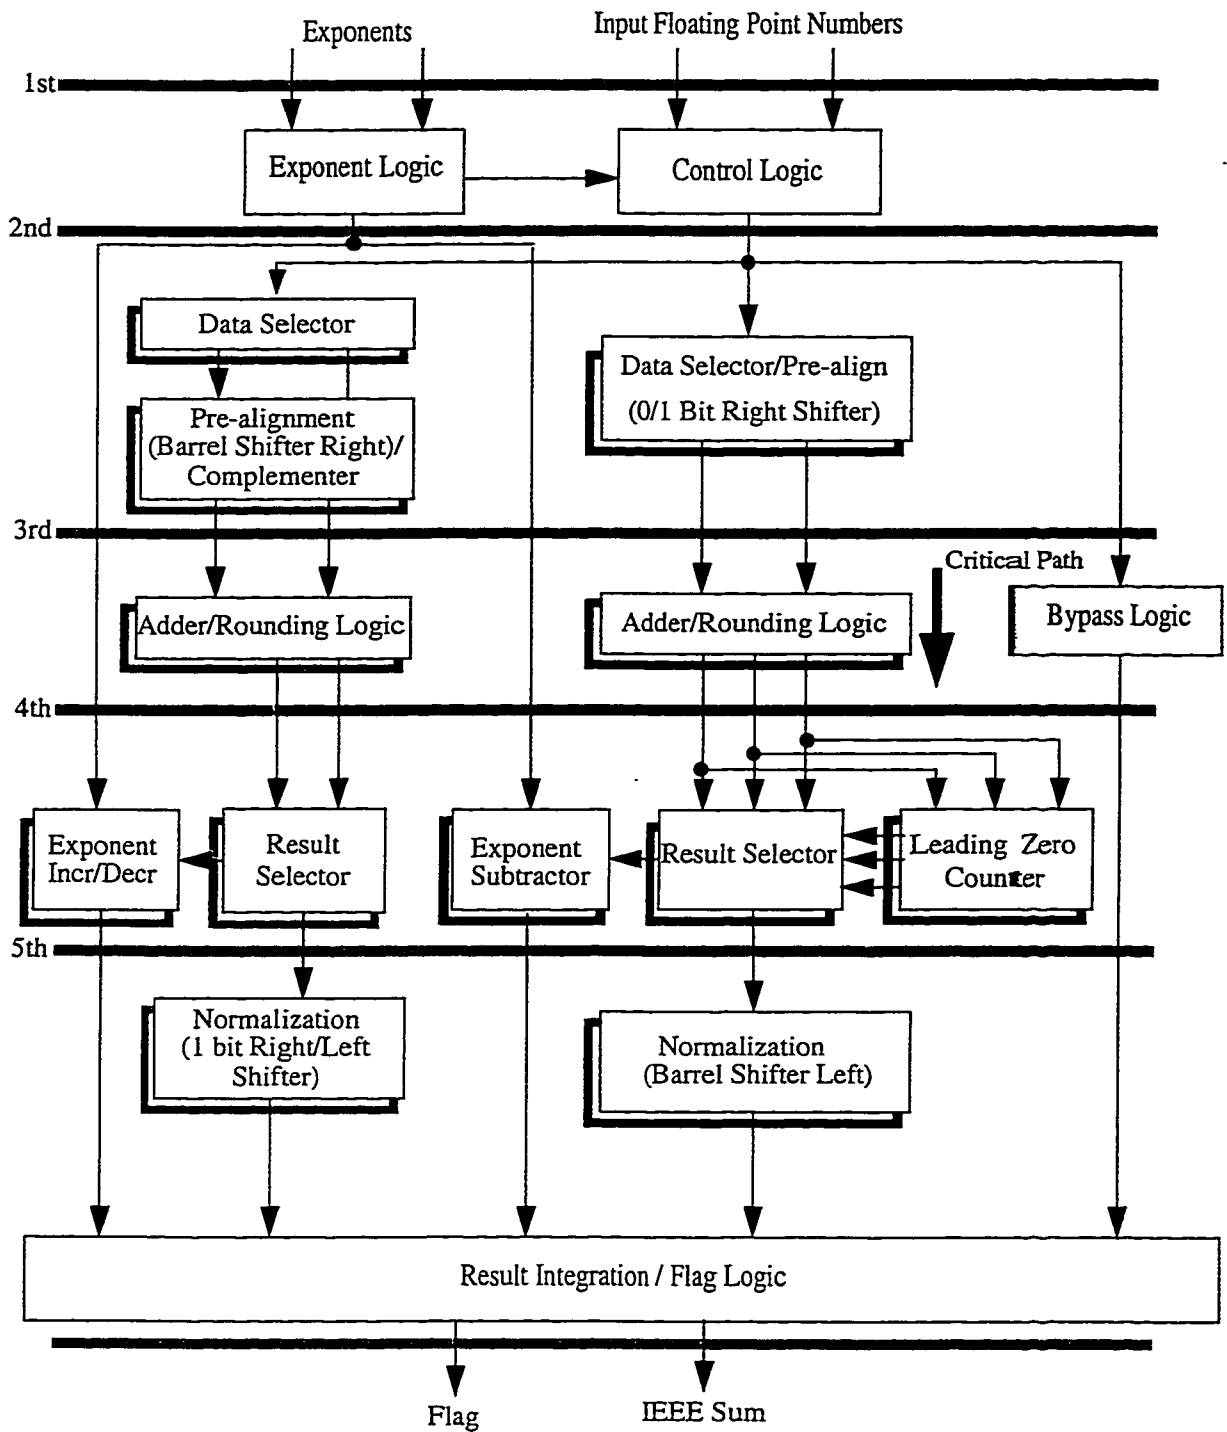 Exponents
Input Floating Point Numbers
1st
Exponent Logic
Control Logic
2nd
Data Selector
Data Selector/Pre-align
(0/1 Bit Right Shifter)
Pre-alignment
(Barrel Shifter Right)/
Complementer
3rd
Critical Path
Adder/Rounding Logic
Adder/Rounding Logic
Bypass Logic
4th
Exponent
Incr/Decr
Result
Selector
Exponent
Subtractor
Result Selector
Leading Zero
Counter
5th
Normalization
(1 bit Right/Left
Shifter)
Normalization
(Barrel Shifter Left)
Result Integration / Flag Logic
Flag
IEEE Sum